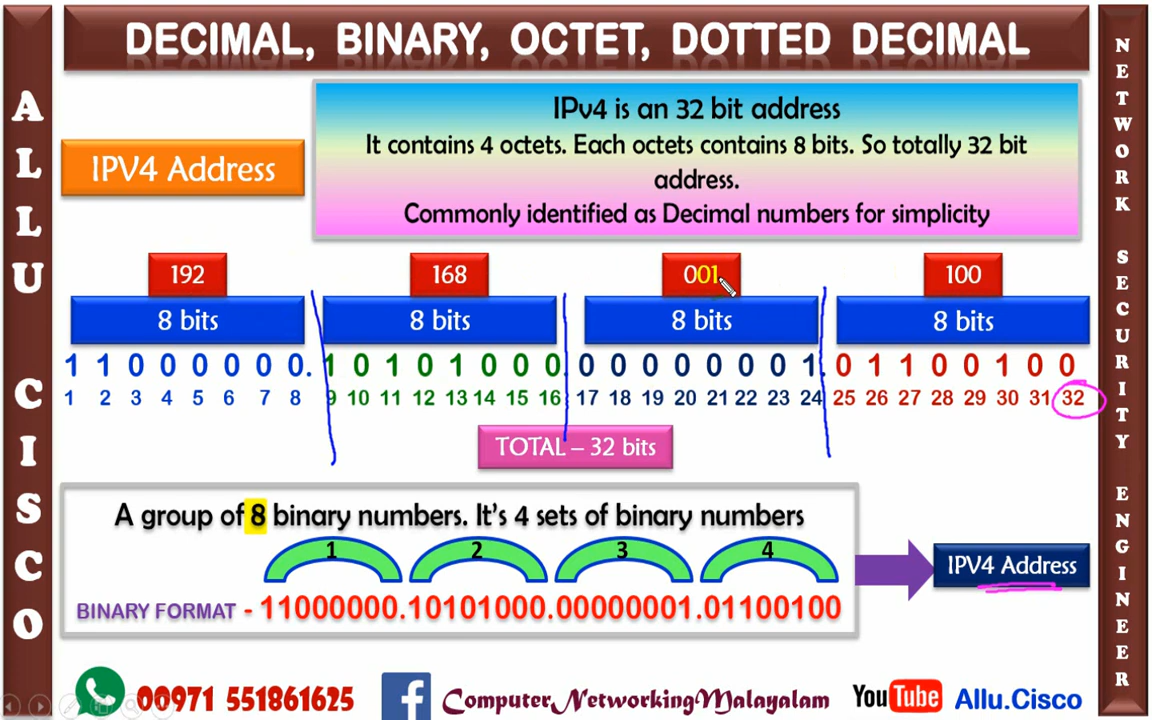 DECIMAL, BINARY, OCTET, DOTTED DECIMAL
ALLU CISCO
NETWORK SECURITY ENGINEER
IPV4 Address
IPv4 is an 32 bit address
It contains 4 octets. Each octets contains 8 bits. So totally 32 bit
address.
Commonly identified as Decimal numbers for simplicity
192 168 001 100
8 bits 8 bits 8 bits 8 bits
1 1 0 0 0 0 0 0. 1 0 1 0 1 0 0 0. 0 0 0 0 0 0 0 1. 0 1 1 0 0 1 0 0
1 2 3 4 5 6 7 8 9 10 11 12 13 14 15 16 17 18 19 20 21 22 23 24 25 26 27 28 29 30 31 32
TOTAL – 32 bits
A group of 8 binary numbers. It's 4 sets of binary numbers
1 2 3 4
BINARY FORMAT - 11000000.10101000.00000001.01100100
IPV4 Address
00971 551861625
Computer.NetworkingMalayalam
YouTube Allu.Cisco